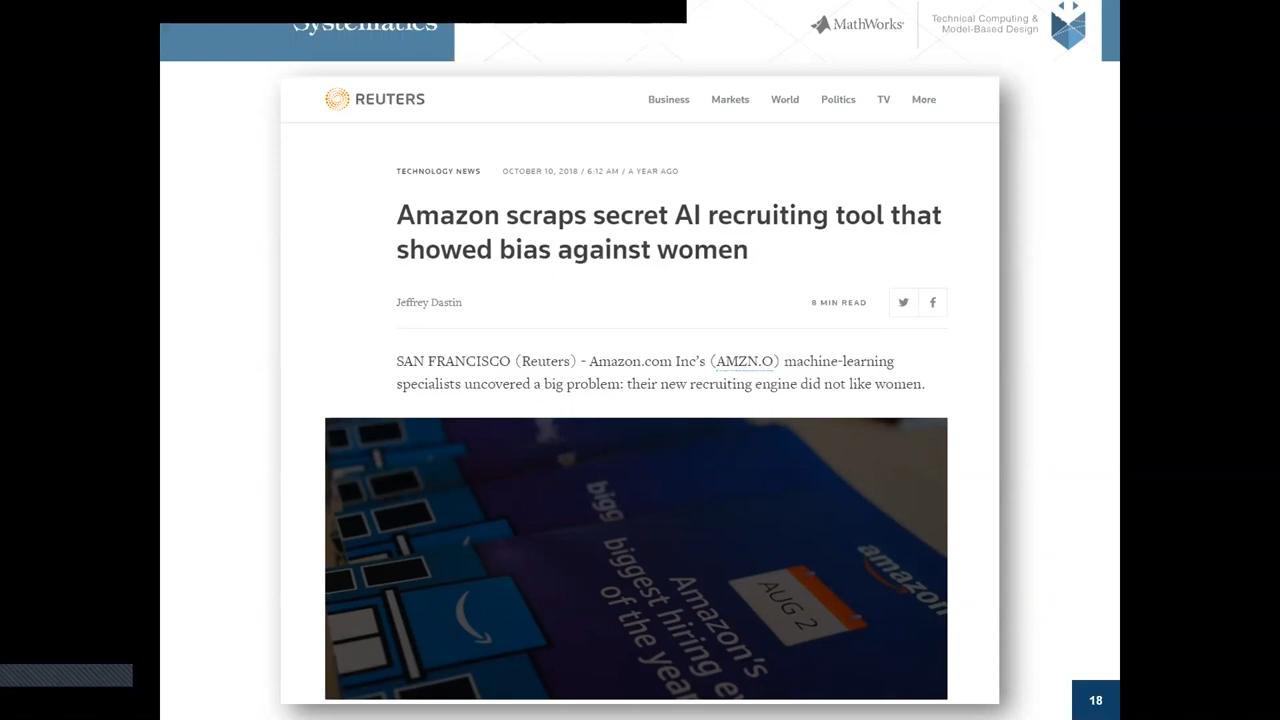 Systematics
MathWorks
Technical Computing &
Model-Based Design
REUTERS
Business Markets World Politics TV More
TECHNOLOGY NEWS OCTOBER 10, 2018 / 6:12 AM / A YEAR AGO
Amazon scraps secret AI recruiting tool that
showed bias against women
Jeffrey Dastin
8 MIN READ
SAN FRANCISCO (Reuters) - Amazon.com Inc’s (AMZN.O) machine-learning
specialists uncovered a big problem: their new recruiting engine did not like women.
bigg
biggest hiring
of the year
Amazon's
AUG 2
amazon
18